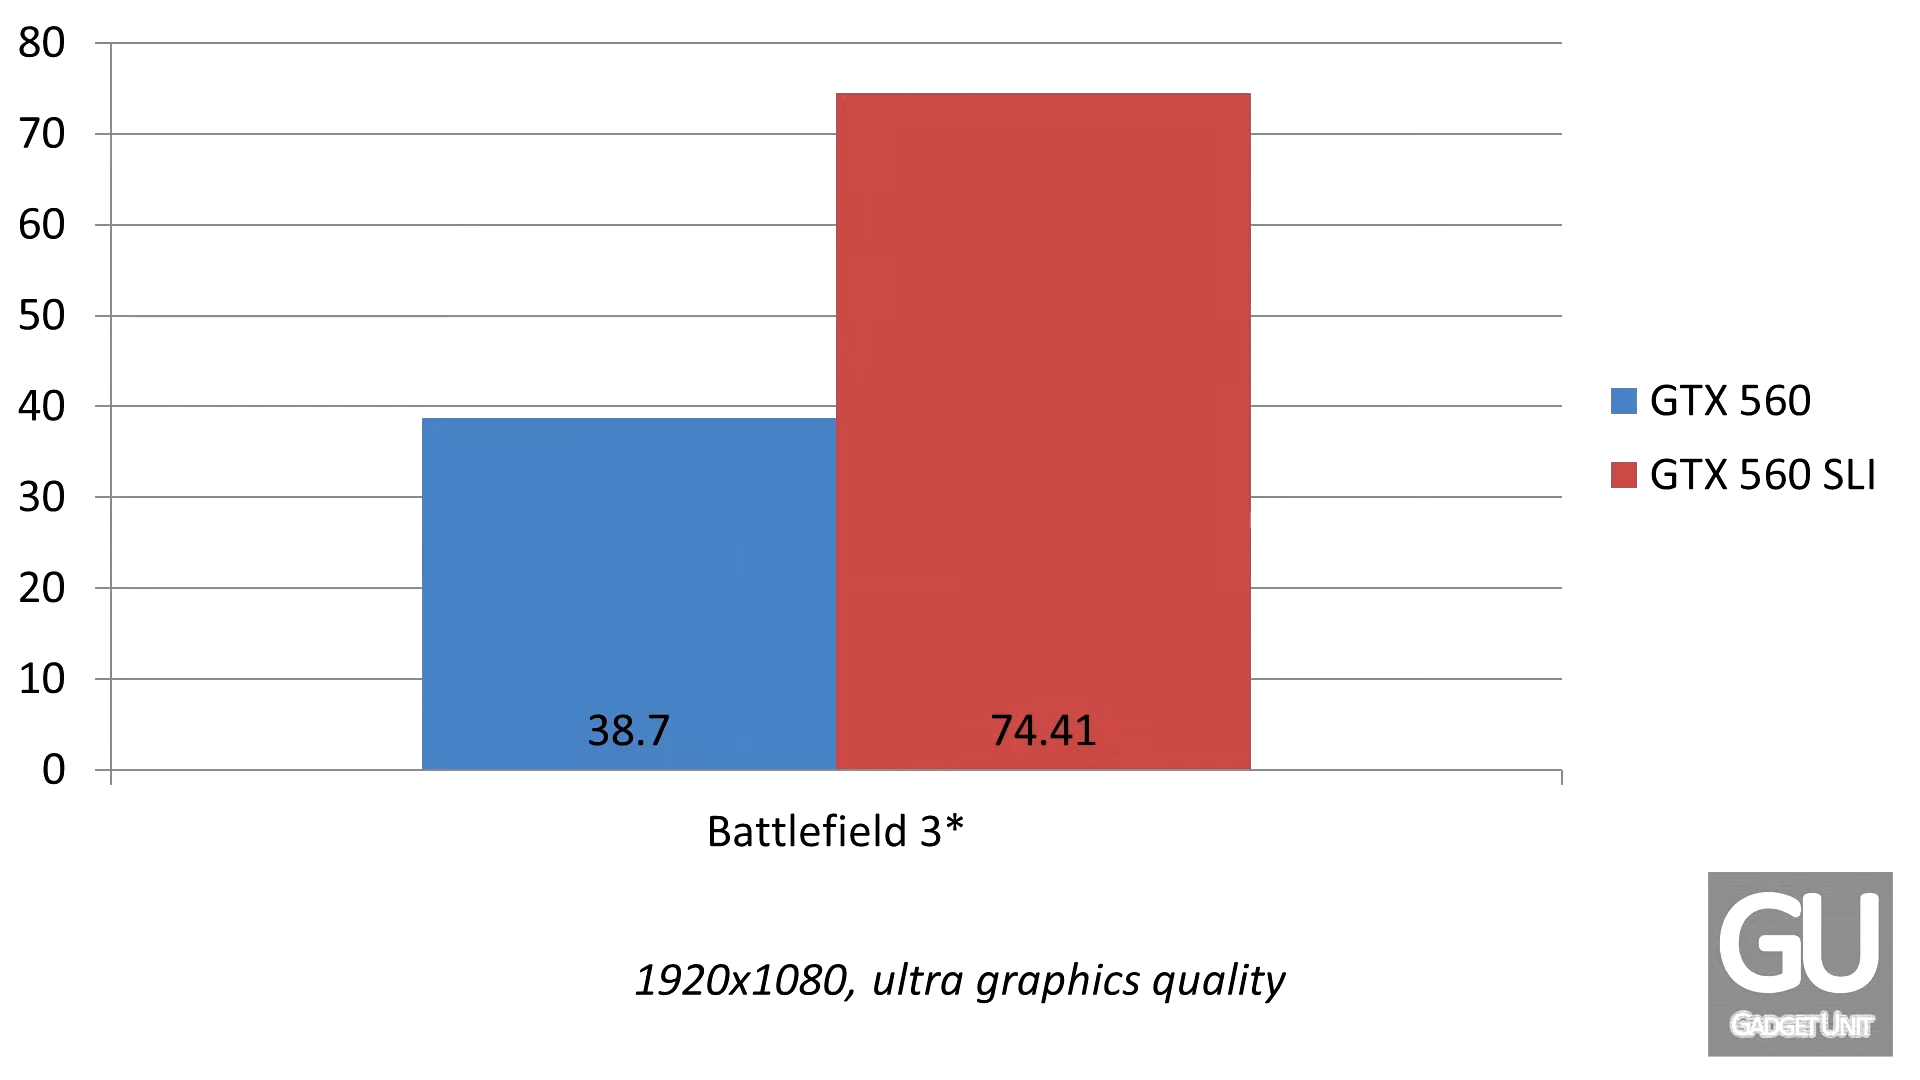 80
70
60
50
40
30
20
10
0
38.7
74.41
Battlefield 3*
GTX 560
GTX 560 SLI
1920x1080, ultra graphics quality
GU
GADGETUNIT